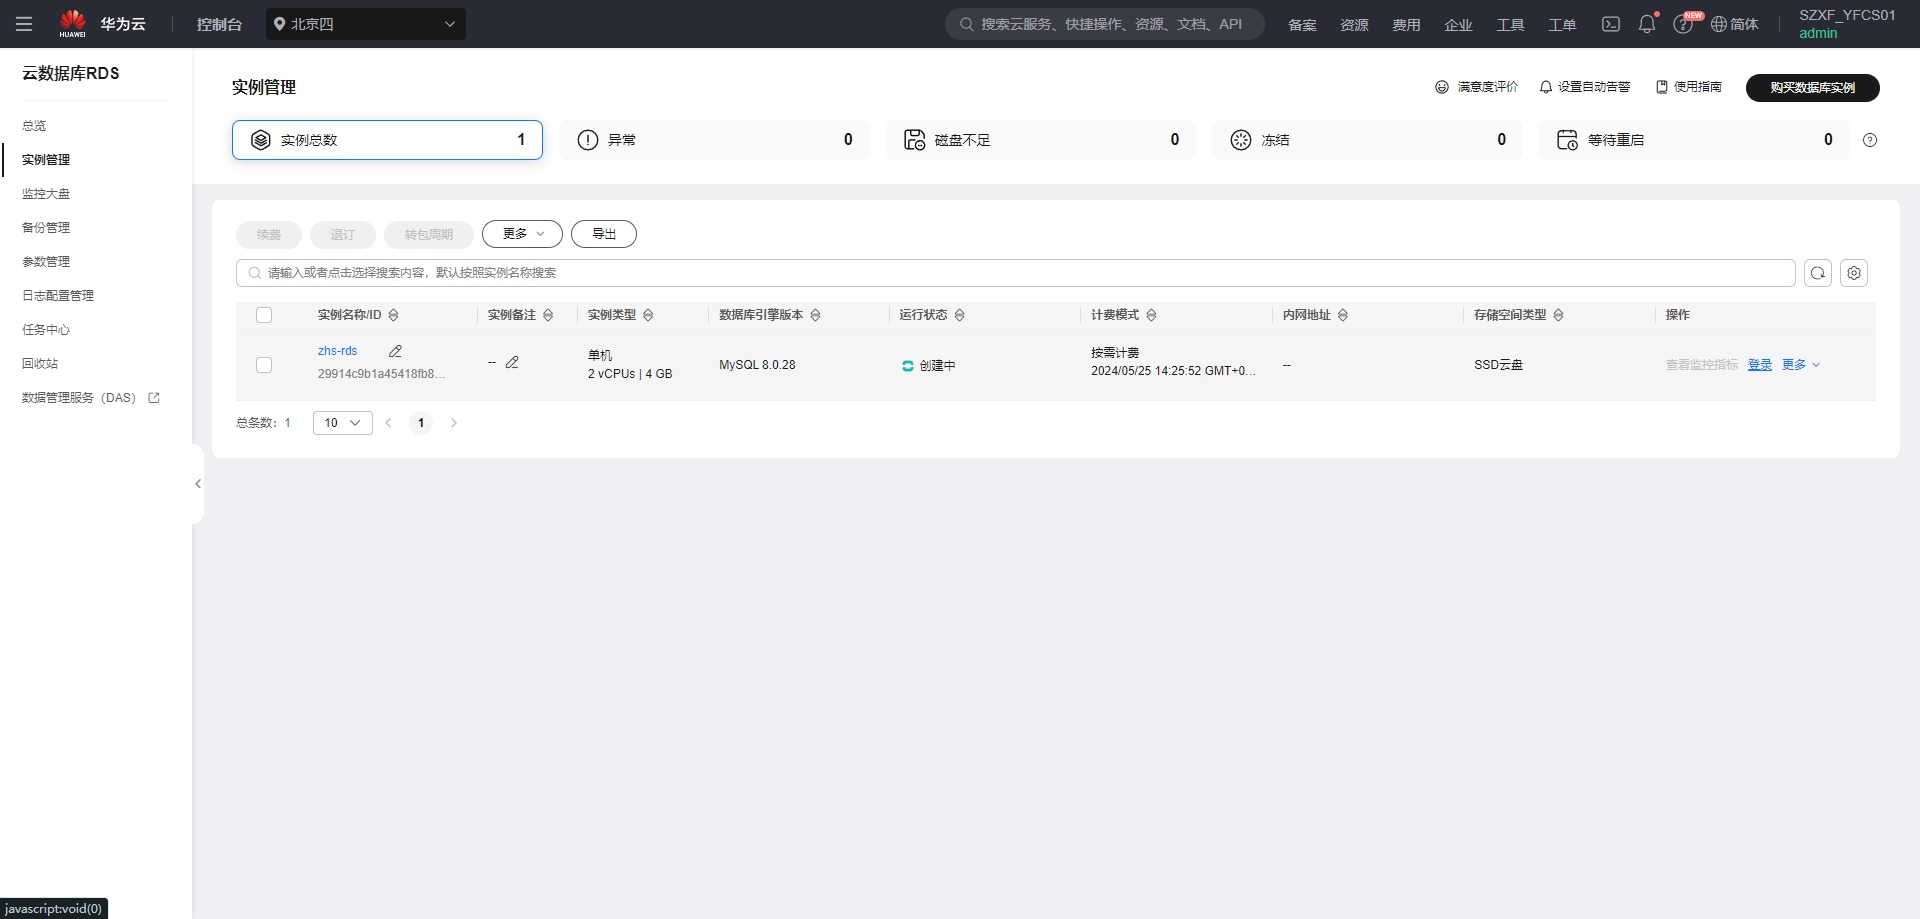 HUAWEI
华为云
控制台
北京四
搜索云服务、快捷操作、资源、文档、API
备案
资源
费用
企业
工具
工单
NEW
简体
SZXF_YFCS01
admin
云数据库RDS
总览
实例管理
监控大盘
备份管理
参数管理
日志配置管理
任务中心
回收站
数据管理服务（DAS）
实例管理
满意度评价
设置自动告警
使用指南
购买数据库实例
实例总数 1
异常 0
磁盘不足 0
冻结 0
等待重启 0
续费
退订
转包周期
更多
导出
请输入或者点击选择搜索内容，默认按照实例名称搜索
实例名称/ID
实例备注
实例类型
数据库引擎版本
运行状态
计费模式
内网地址
存储空间类型
操作
zhs-rds
29914c9b1a45418fb8...
--
单机
2 vCPUs | 4 GB
MySQL 8.0.28
创建中
按需计费
2024/05/25 14:25:52 GMT+0...
--
SSD云盘
查看监控指标 登录 更多
总条数：1
10
1
javascript:void(0)